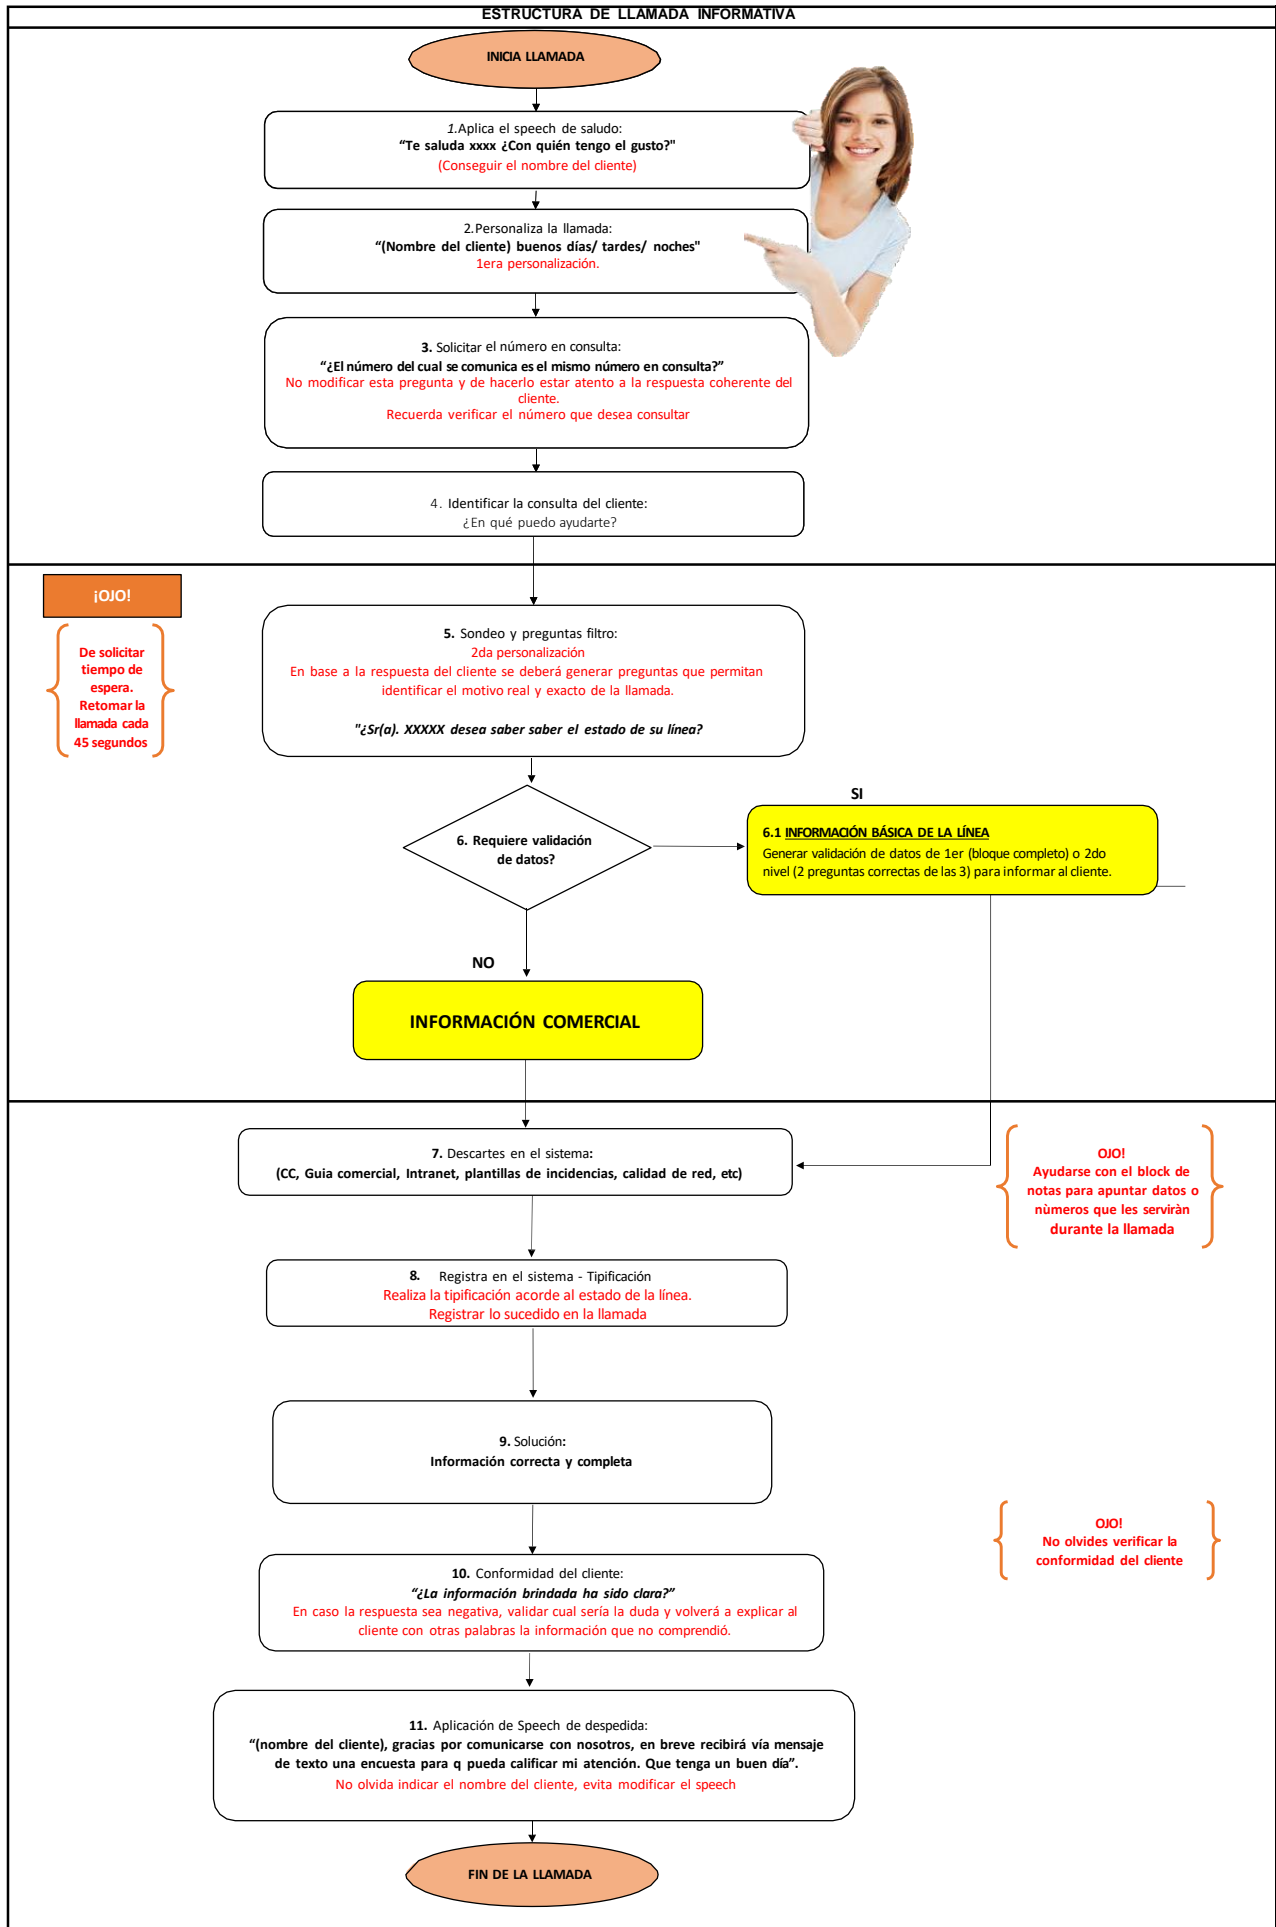 ESTRUCTURA DE LLAMADA INFORMATIVA
INICIA LLAMADA
1.Aplica el speech de saludo:
“Te saluda xxxx ¿Con quién tengo el gusto?"
(Conseguir el nombre del cliente)
2.Personaliza la llamada:
“(Nombre del cliente) buenos días/ tardes/ noches"
1era personalización.
3. Solicitar el número en consulta:
“¿El número del cual se comunica es el mismo número en consulta?”
No modificar esta pregunta y de hacerlo estar atento a la respuesta coherente del
cliente.
Recuerda verificar el número que desea consultar
4. Identificar la consulta del cliente:
¿En qué puedo ayudarte?
¡OJO!
De solicitar
tiempo de
espera.
Retomar la
llamada cada
45 segundos
5. Sondeo y preguntas filtro:
2da personalización
En base a la respuesta del cliente se deberá generar preguntas que permitan
identificar el motivo real y exacto de la llamada.
"¿Sr(a). XXXXX desea saber saber el estado de su línea?
6. Requiere validación
de datos?
SI
6.1 INFORMACIÓN BÁSICA DE LA LÍNEA
Generar validación de datos de 1er (bloque completo) o 2do
nivel (2 preguntas correctas de las 3) para informar al cliente.
NO
INFORMACIÓN COMERCIAL
7. Descartes en el sistema:
(CC, Guia comercial, Intranet, plantillas de incidencias, calidad de red, etc)
OJO!
Ayudarse con el block de
notas para apuntar datos o
nùmeros que les serviràn
durante la llamada
8. Registra en el sistema - Tipificación
Realiza la tipificación acorde al estado de la línea.
Registrar lo sucedido en la llamada
9. Solución:
Información correcta y completa
OJO!
No olvides verificar la
conformidad del cliente
10. Conformidad del cliente:
“¿La información brindada ha sido clara?”
En caso la respuesta sea negativa, validar cual sería la duda y volverá a explicar al
cliente con otras palabras la información que no comprendió.
11. Aplicación de Speech de despedida:
“(nombre del cliente), gracias por comunicarse con nosotros, en breve recibirá vía mensaje
de texto una encuesta para q pueda calificar mi atención. Que tenga un buen día”.
No olvida indicar el nombre del cliente, evita modificar el speech
FIN DE LA LLAMADA